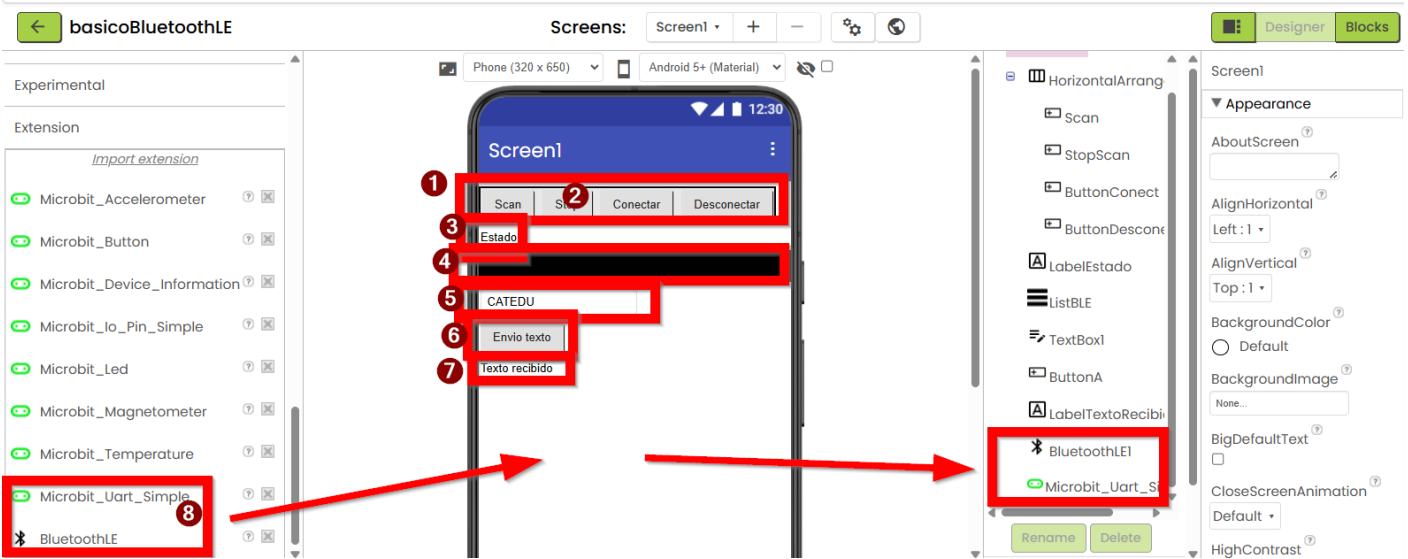 basicoBluetoothLE
Screens:
Screen1
+
-
Designer
Blocks
Experimental
Extension
Import extension
Microbit_Accelerometer
Microbit_Button
Microbit_Device_Information
Microbit_Io_Pin_Simple
Microbit_Led
Microbit_Magnetometer
Microbit_Temperature
Microbit_Uart_Simple
8
BluetoothLE
Phone (320 x 650)
Android 5+ (Material)
12:30
Screen1
1
2
Scan
Conectar
Desconectar
3
Estado
4
5
CATEDU
6
Envio texto
7
Texto recibido
HorizontalArrang
Scan
StopScan
ButtonConect
ButtonDescone
LabelEstado
ListBLE
TextBox1
ButtonA
LabelTextoRecibi
BluetoothLE1
Microbit_Uart_Si
Rename
Delete
Screen1
Appearance
AboutScreen
AlignHorizontal
Left : 1
AlignVertical
Top : 1
BackgroundColor
Default
BackgroundImage
None...
BigDefaultText
CloseScreenAnimation
Default
HighContrast